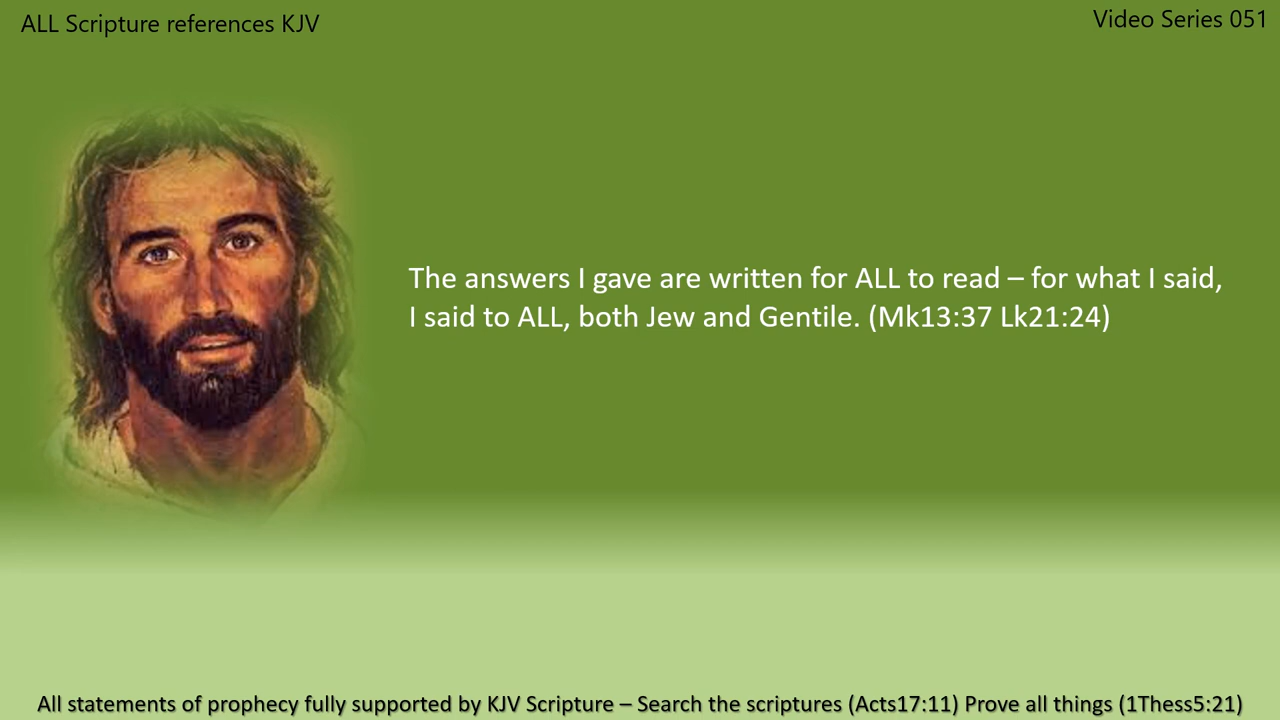 ALL Scripture references KJV
Video Series 051
The answers I gave are written for ALL to read – for what I said,
I said to ALL, both Jew and Gentile. (Mk13:37 Lk21:24)
All statements of prophecy fully supported by KJV Scripture – Search the scriptures (Acts17:11) Prove all things (1Thess5:21)